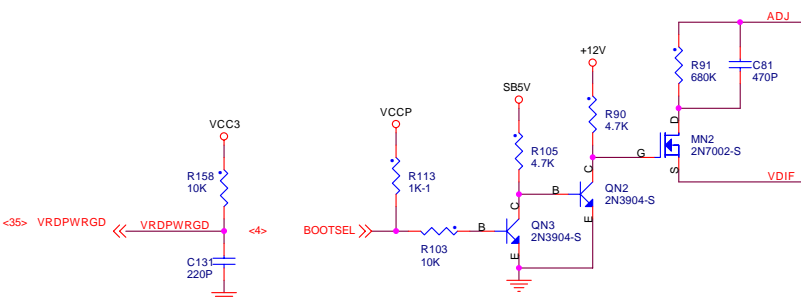 ADJ
+12V
R91
680K
C81
470P
SB5V
VCC3
VCCP
R90
4.7K
D
MN2
2N7002-S
G
R105
4.7K
S
R158
10K
R113
1K-1
VDIF
C
B
QN2
2N3904-S
C
E
<35> VRDPWRGD
VRDPWRGD
<4>
BOOTSEL
B
QN3
2N3904-S
R103
10K
E
C131
220P